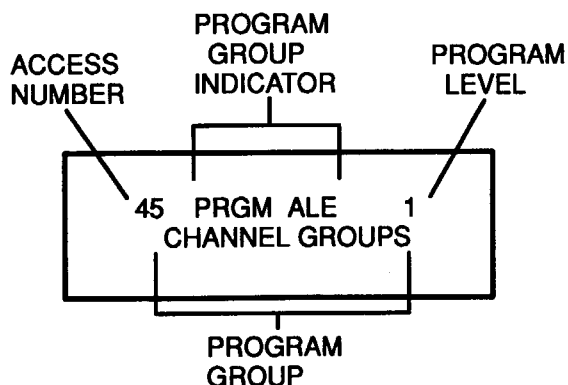 PROGRAM
GROUP
INDICATOR
ACCESS
NUMBER
PROGRAM
LEVEL
45 PRGM ALE 1
CHANNEL GROUPS
PROGRAM
GROUP